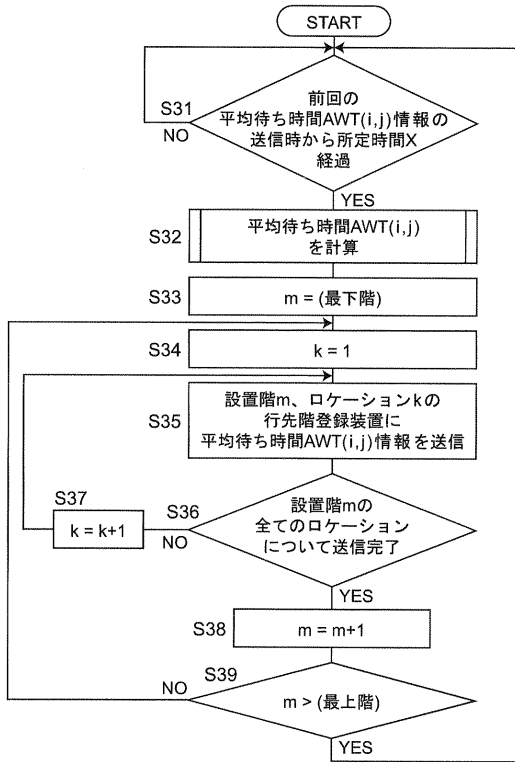 START
S31
NO
前回の
平均待ち時間AWT(i,j)情報の
送信時から所定時間X
経過
YES
S32
平均待ち時間AWT(i,j)
を計算
S33
m = (最下階)
S34
k = 1
S35
設置階m、ロケーションkの
行先階登録装置に
平均待ち時間AWT(i,j)情報を送信
S37
k = k+1
S36
NO
設置階mの
全てのロケーション
について送信完了
YES
S38
m = m+1
S39
NO
m > (最上階)
YES